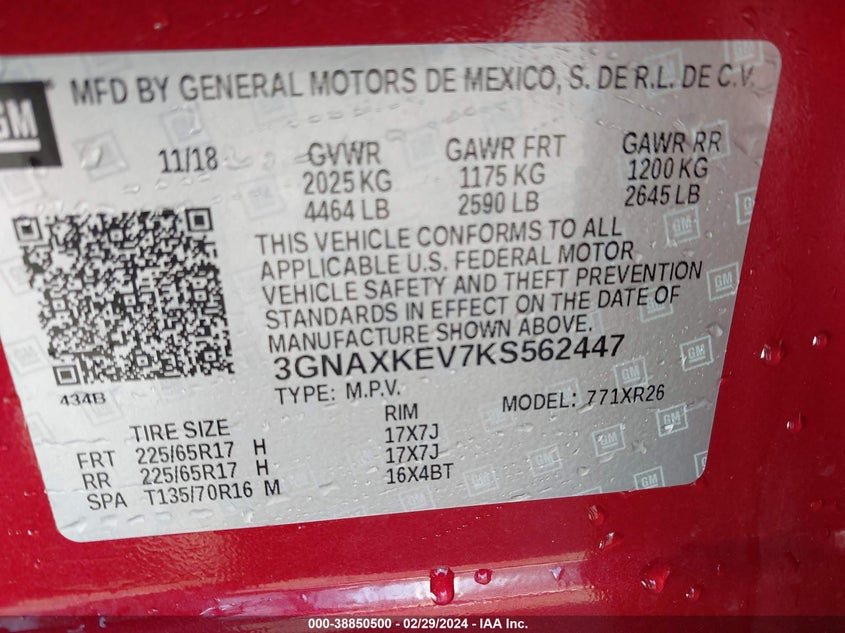 GM
MFD BY GENERAL MOTORS DE MEXICO, S. DE R.L. DE C.V.
11/18 GVWR GAWR FRT GAWR RR
2025 KG 1175 KG 1200 KG
4464 LB 2590 LB 2645 LB
THIS VEHICLE CONFORMS TO ALL
APPLICABLE U.S. FEDERAL MOTOR
VEHICLE SAFETY AND THEFT PREVENTION
STANDARDS IN EFFECT ON THE DATE OF
MANUFACTURE SHOWN ABOVE.
3GNAXKEV7KS562447
434B
TYPE: M.P.V. MODEL: 771XR26
TIRE SIZE RIM
FRT 225/65R17 H 17X7J
RR 225/65R17 H 17X7J
SPA T135/70R16 M 16X4BT
000-38850500 - 02/29/2024 - IAA Inc.